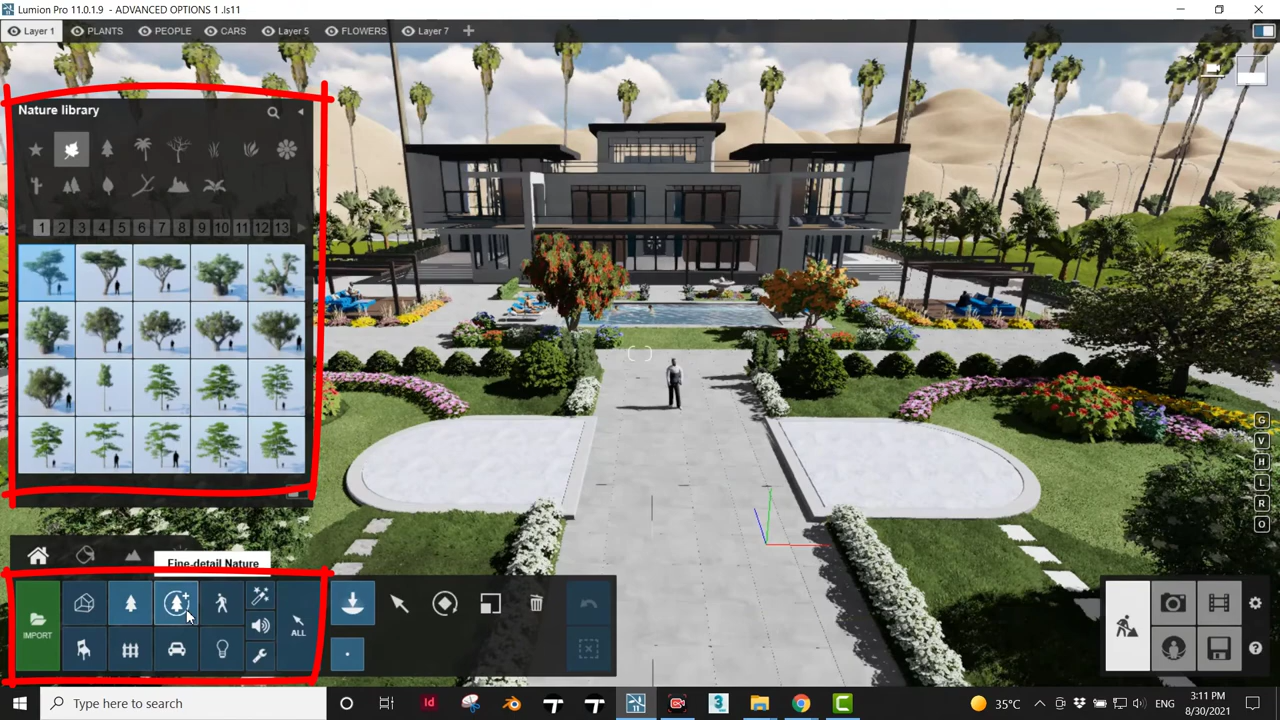 Lumion Pro 11.0.1.9 - ADVANCED OPTIONS 1 .ls11
Layer 1 PLANTS PEOPLE CARS Layer 5 FLOWERS Layer 7
Nature library
1 2 3 4 5 6 7 8 9 10 11 12 13
G
V
H
L
R
O
Fine-detail Nature
IMPORT
ALL
Type here to search
Id
3
35°C
ENG
3:11 PM
8/30/2021